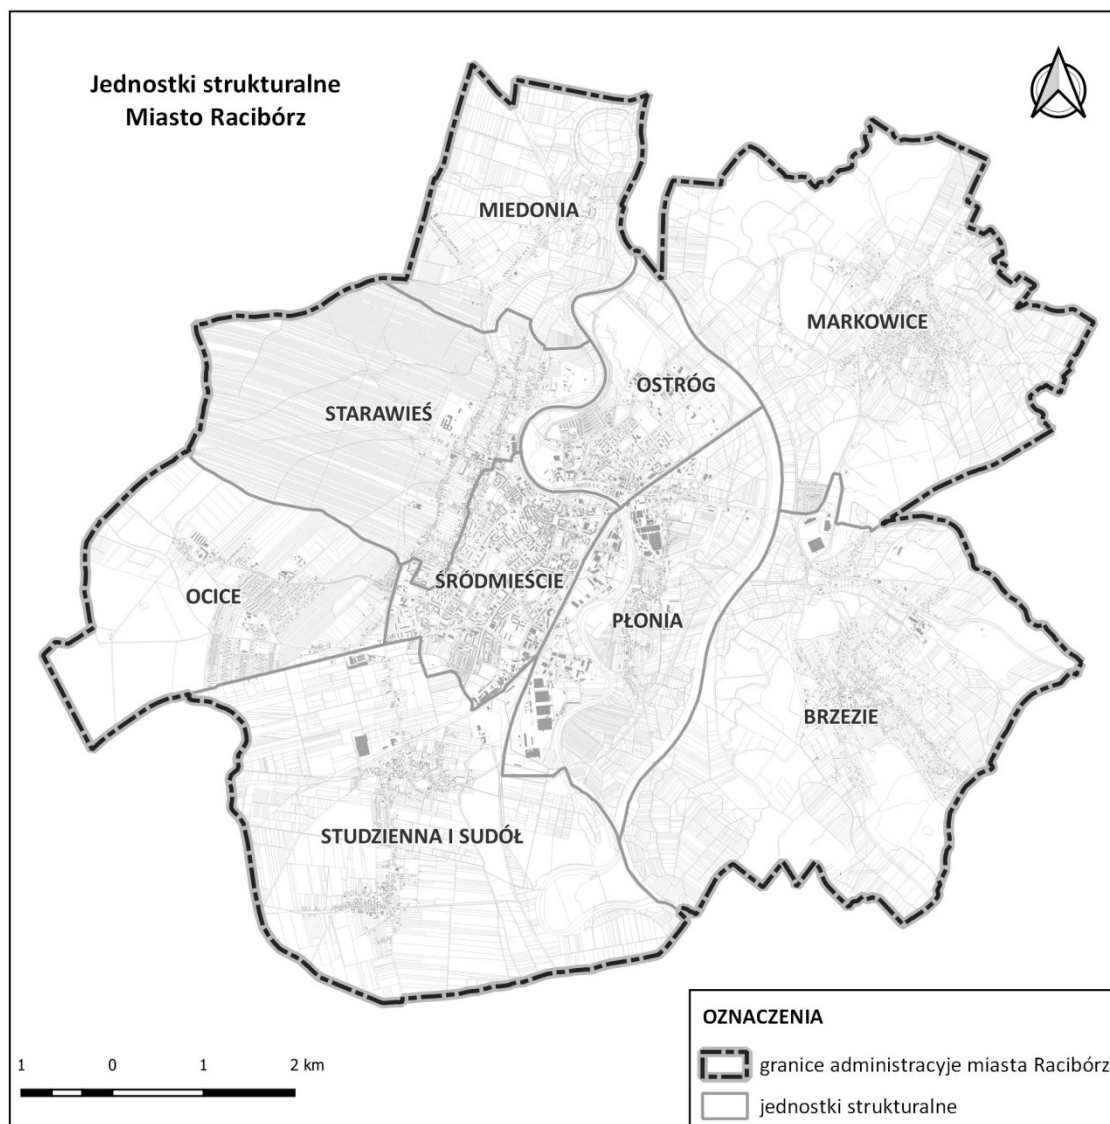 Jednostki strukturalne
Miasto Racibórz
MIEDONIA
MARKOWICE
OSTRÓG
STARAWIEŚ
ŚRÓDMIEŚCIE
OCICE
PŁONIA
BRZEZIE
STUDZIENNA I SUDÓŁ
OZNACZENIA
granice administracyje miasta Racibórz
jednostki strukturalne
1 0 1 2 km